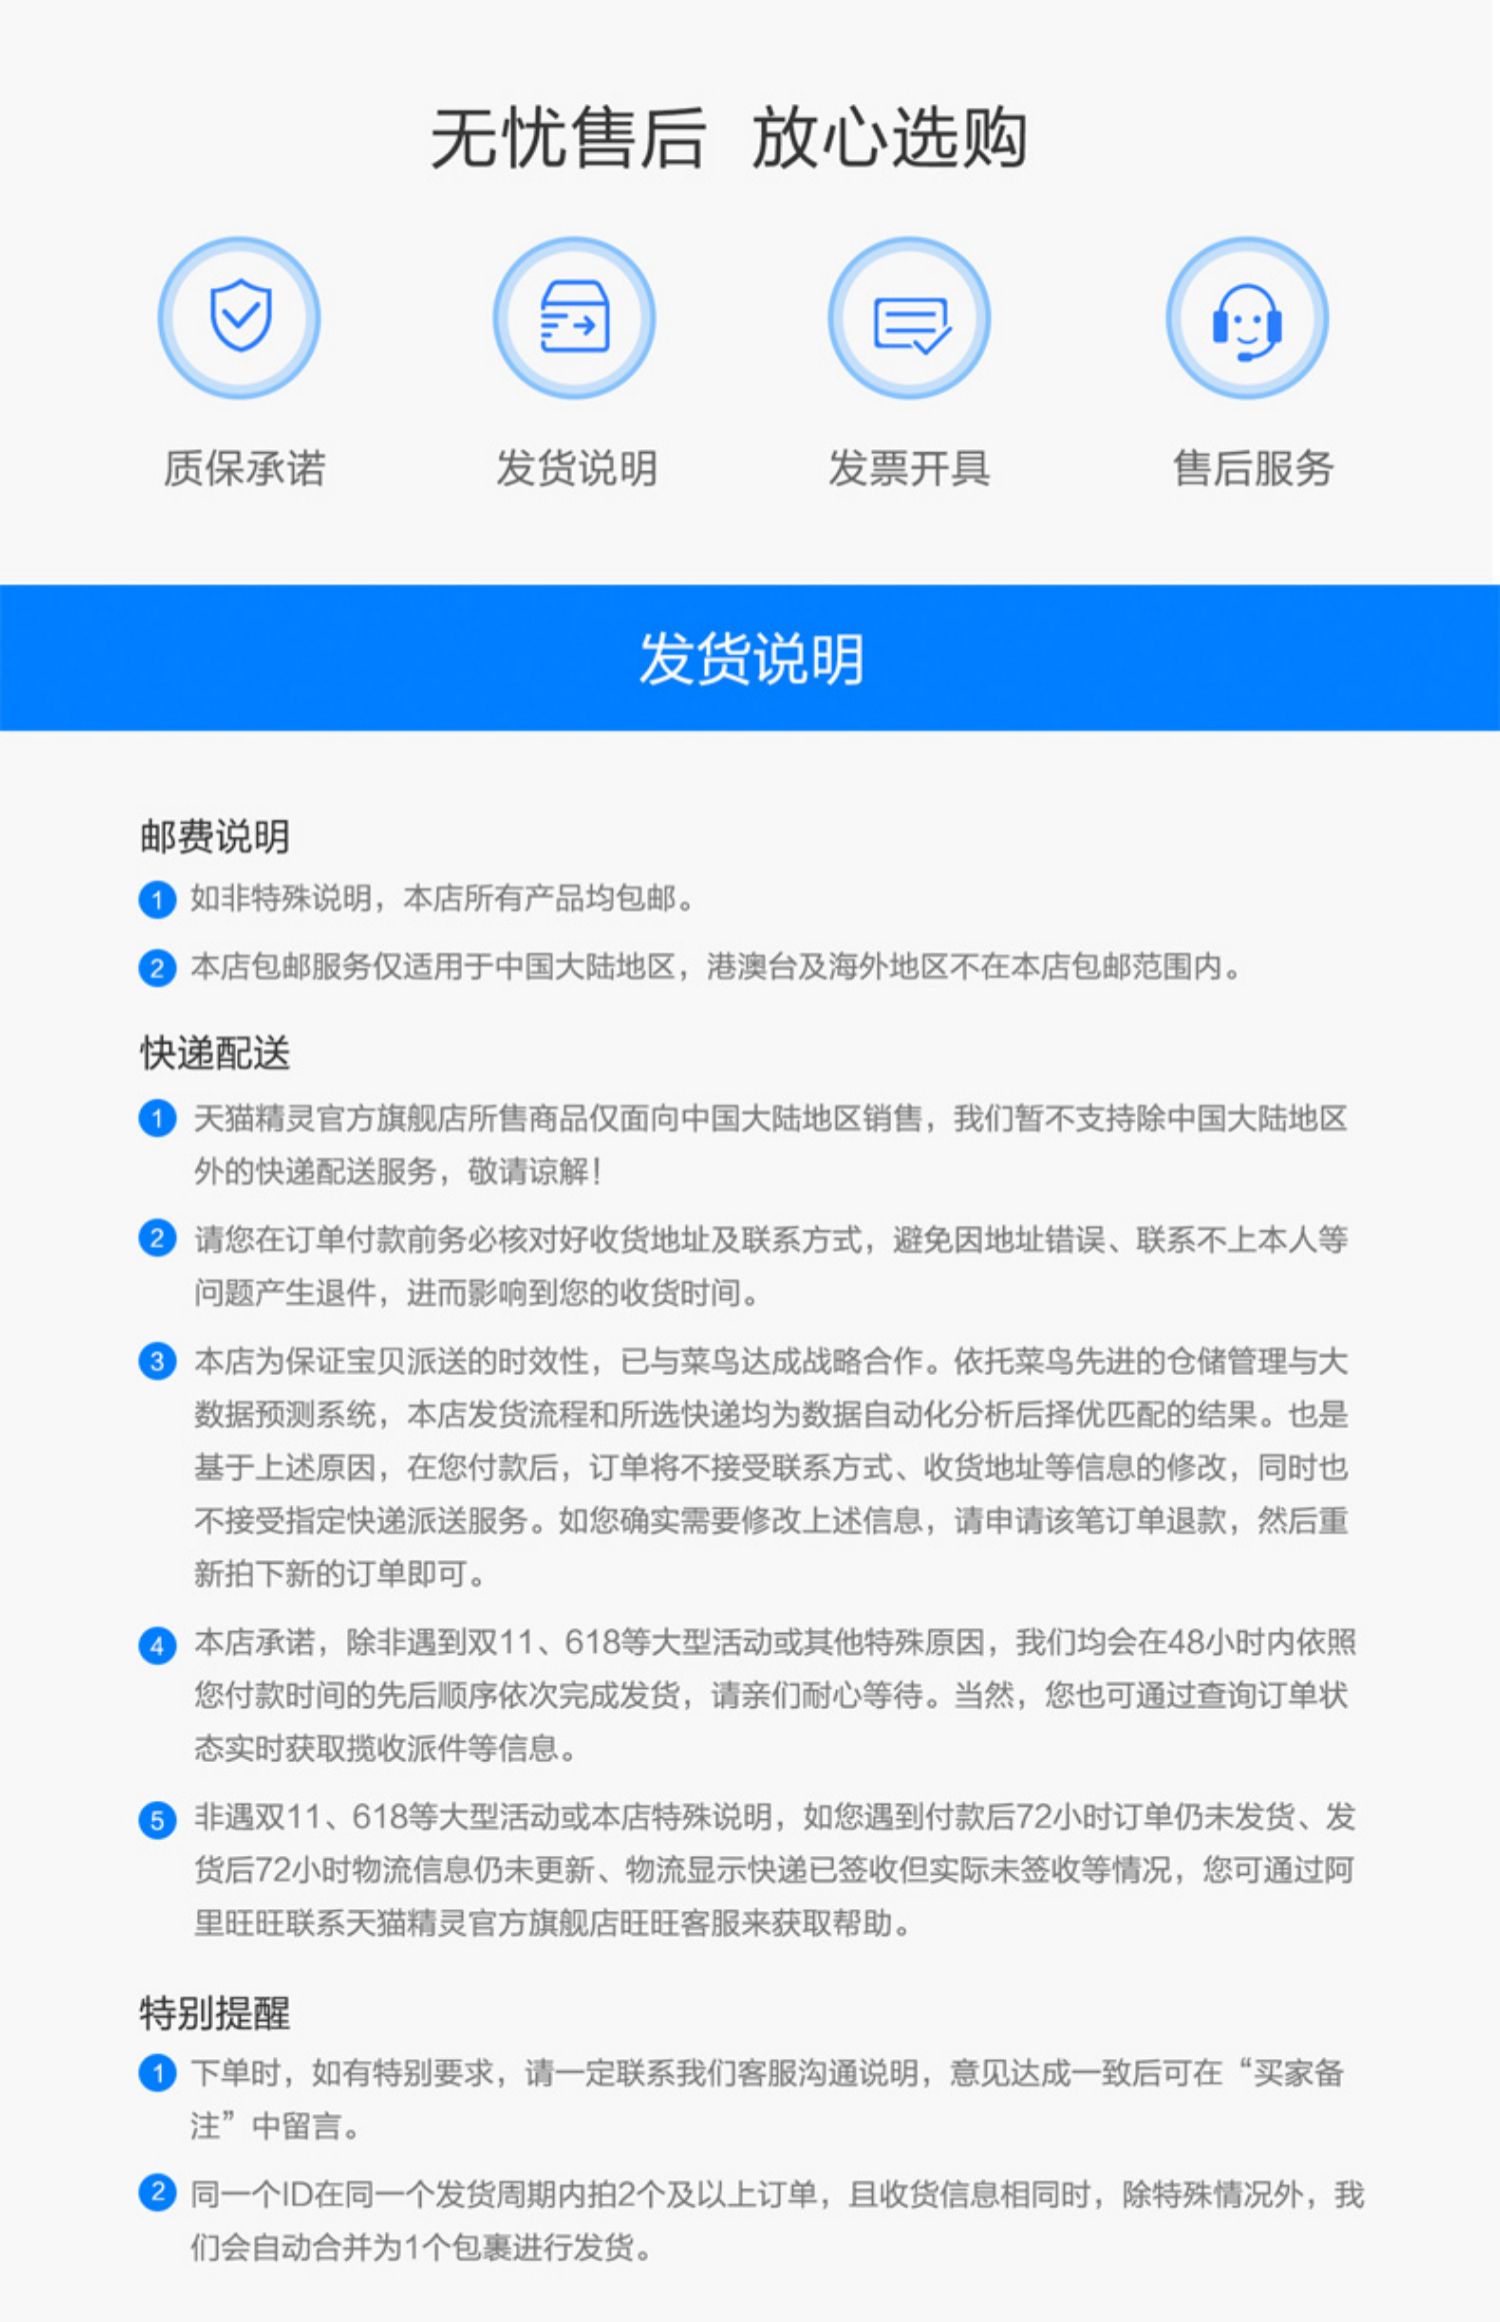 无忧售后 放心选购
质保承诺 发货说明 发票开具 售后服务
发货说明
邮费说明
1 如非特殊说明，本店所有产品均包邮。
2 本店包邮服务仅适用于中国大陆地区，港澳台及海外地区不在本店包邮范围内。
快递配送
1 天猫精灵官方旗舰店所售商品仅面向中国大陆地区销售，我们暂不支持除中国大陆地区
外的快递配送服务，敬请谅解！
2 请您在订单付款前务必核对好收货地址及联系方式，避免因地址错误、联系不上本人等
问题产生退件，进而影响到您的收货时间。
3 本店为保证宝贝派送的时效性，已与菜鸟达成战略合作。依托菜鸟先进的仓储管理与大
数据预测系统，本店发货流程和所选快递均为数据自动化分析后择优匹配的结果。也是
基于上述原因，在您付款后，订单将不接受联系方式、收货地址等信息的修改，同时也
不接受指定快递派送服务。如您确实需要修改上述信息，请申请该笔订单退款，然后重
新拍下新的订单即可。
4 本店承诺，除非遇到双11、618等大型活动或其他特殊原因，我们均会在48小时内依照
您付款时间的先后顺序依次完成发货，请亲们耐心等待。当然，您也可通过查询订单状
态实时获取揽收派件等信息。
5 非遇双11、618等大型活动或本店特殊说明，如您遇到付款后72小时订单仍未发货、发
货后72小时物流信息仍未更新、物流显示快递已签收但实际未签收等情况，您可通过阿
里旺旺联系天猫精灵官方旗舰店旺旺客服来获取帮助。
特别提醒
1 下单时，如有特别要求，请一定联系我们客服沟通说明，意见达成一致后可在“买家备
注”中留言。
2 同一个ID在同一个发货周期内拍2个及以上订单，且收货信息相同时，除特殊情况外，我
们会自动合并为1个包裹进行发货。